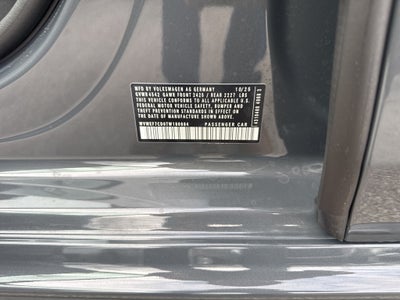 MFD BY VOLKSWAGEN AG GERMANY 10/25
GVWR 4542 GAWR FRONT 2425 / REAR 2227 LBS
THIS VEHICLE CONFORMS TO ALL APPLICABLE U.S.
FEDERAL MOTOR VEHICLE SAFETY, BUMPER AND THEFT
PREVENTION STANDARDS IN EFFECT ON THE DATE
OF MANUFACTURE SHOWN ABOVE.
PASSENGER CAR